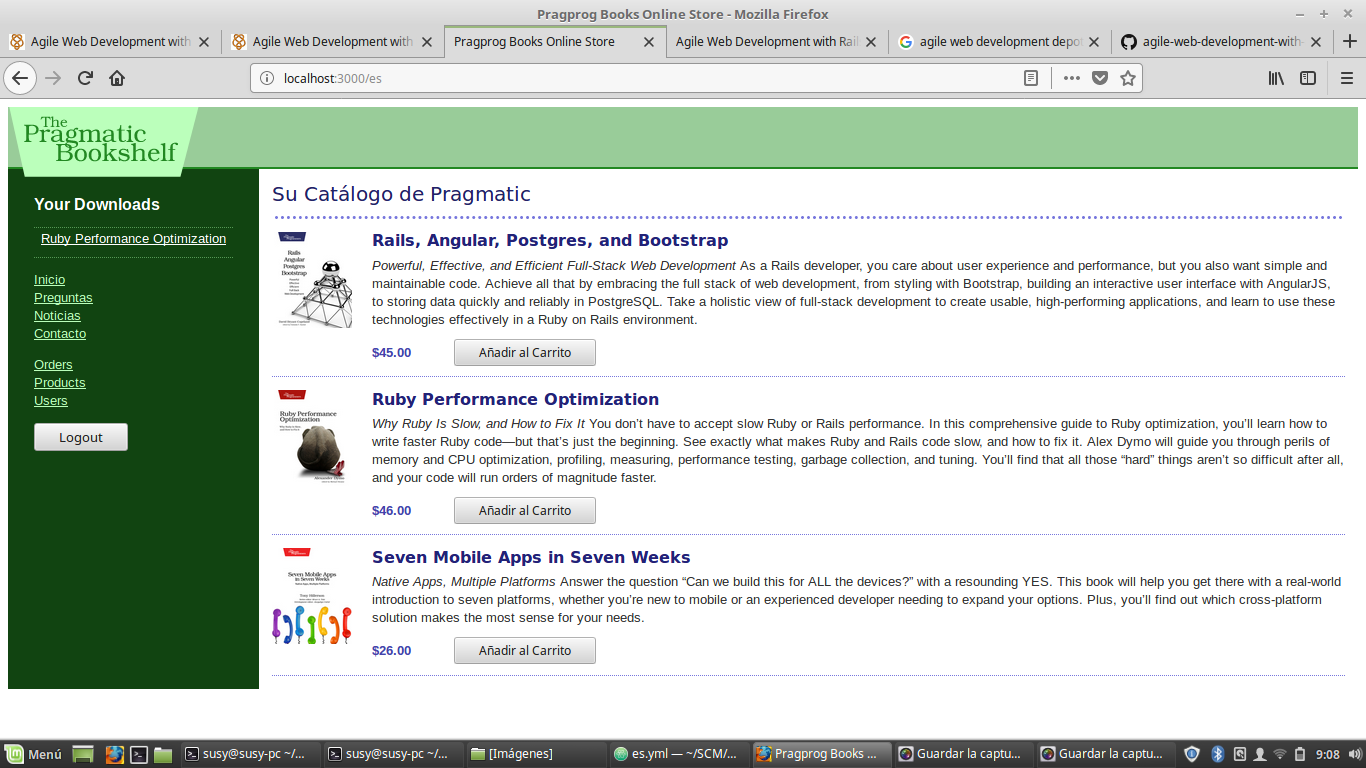 Pragprog Books Online Store - Mozilla Firefox
Agile Web Development with
Agile Web Development with
Pragprog Books Online Store
Agile Web Development with Rail
agile web development depo
agile-web-development-with-
localhost:3000/es
The
Pragmatic
Bookshelf
Your Downloads
Ruby Performance Optimization
Inicio
Preguntas
Noticias
Contacto
Orders
Products
Users
Logout
Su Catálogo de Pragmatic
Rails
Angular
Postgres
Bootstrap
Rails, Angular, Postgres, and Bootstrap
Powerful, Effective, and Efficient Full-Stack Web Development As a Rails developer, you care about user experience and performance, but you also want simple and
maintainable code. Achieve all that by embracing the full stack of web development, from styling with Bootstrap, building an interactive user interface with AngularJS,
to storing data quickly and reliably in PostgreSQL. Take a holistic view of full-stack development to create usable, high-performing applications, and learn to use these
technologies effectively in a Ruby on Rails environment.
$45.00
Añadir al Carrito
Ruby Performance
Optimization
Ruby Performance Optimization
Why Ruby Is Slow, and How to Fix It You don’t have to accept slow Ruby or Rails performance. In this comprehensive guide to Ruby optimization, you’ll learn how to
write faster Ruby code—but that’s just the beginning. See exactly what makes Ruby and Rails code slow, and how to fix it. Alex Dymo will guide you through perils of
memory and CPU optimization, profiling, measuring, performance testing, garbage collection, and tuning. You’ll find that all those “hard” things aren’t so difficult after all,
and your code will run orders of magnitude faster.
$46.00
Añadir al Carrito
Seven Mobile Apps
in Seven Weeks
Seven Mobile Apps in Seven Weeks
Native Apps, Multiple Platforms Answer the question “Can we build this for ALL the devices?” with a resounding YES. This book will help you get there with a real-world
introduction to seven platforms, whether you’re new to mobile or an experienced developer needing to expand your options. Plus, you’ll find out which cross-platform
solution makes the most sense for your needs.
$26.00
Añadir al Carrito
Menú
susy@susy-pc ~/...
susy@susy-pc ~/...
[Imágenes]
es.yml — ~/SCM/...
Pragprog Books ...
Guardar la captu...
Guardar la captu...
9:08